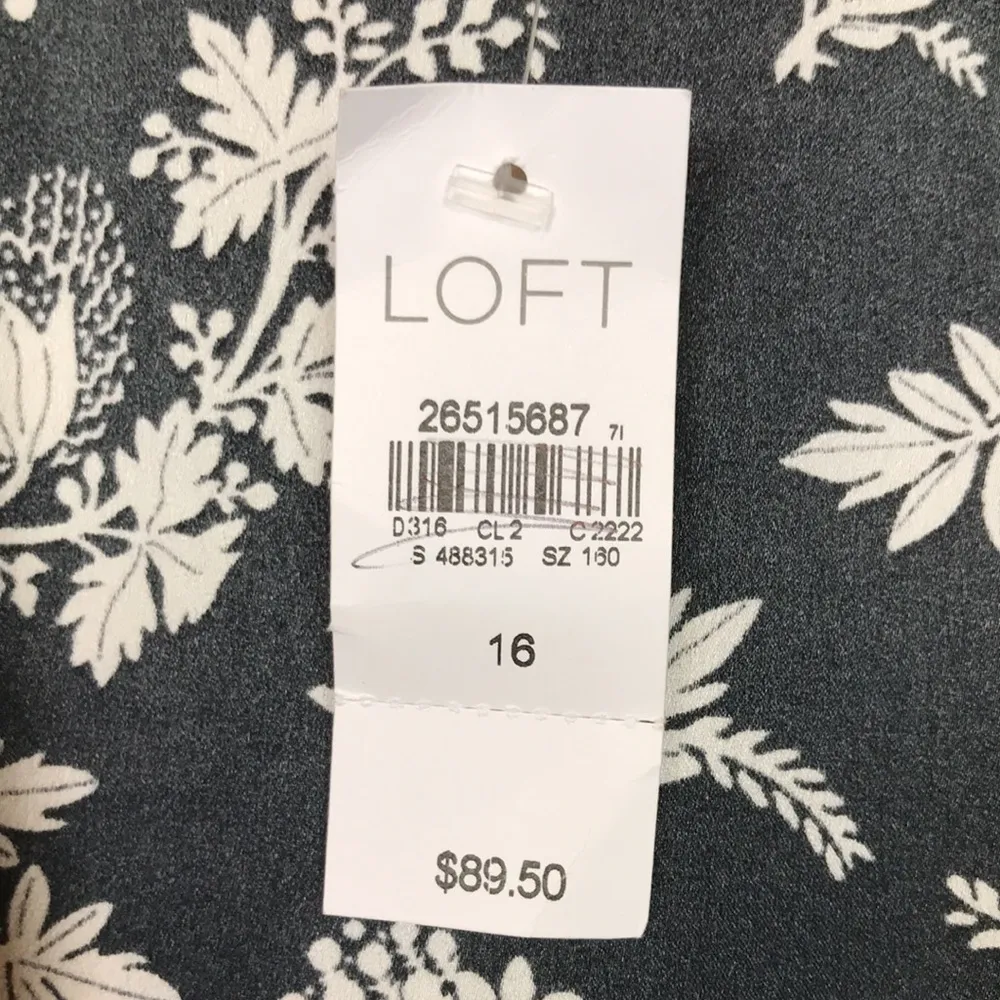 LOFT
26515687 71
D316 CL 2 C 2222
S 488315 SZ 160
16
$89.50